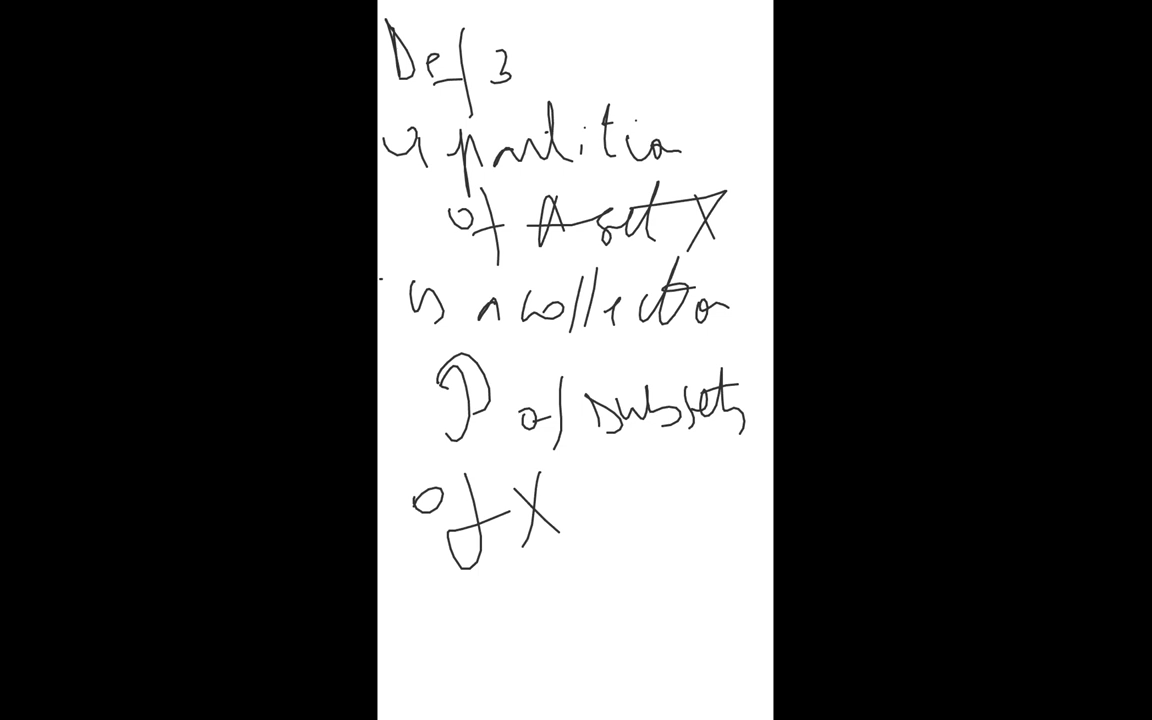 Def 3
a partition
of A set X
is a collection
P of subsets
of X